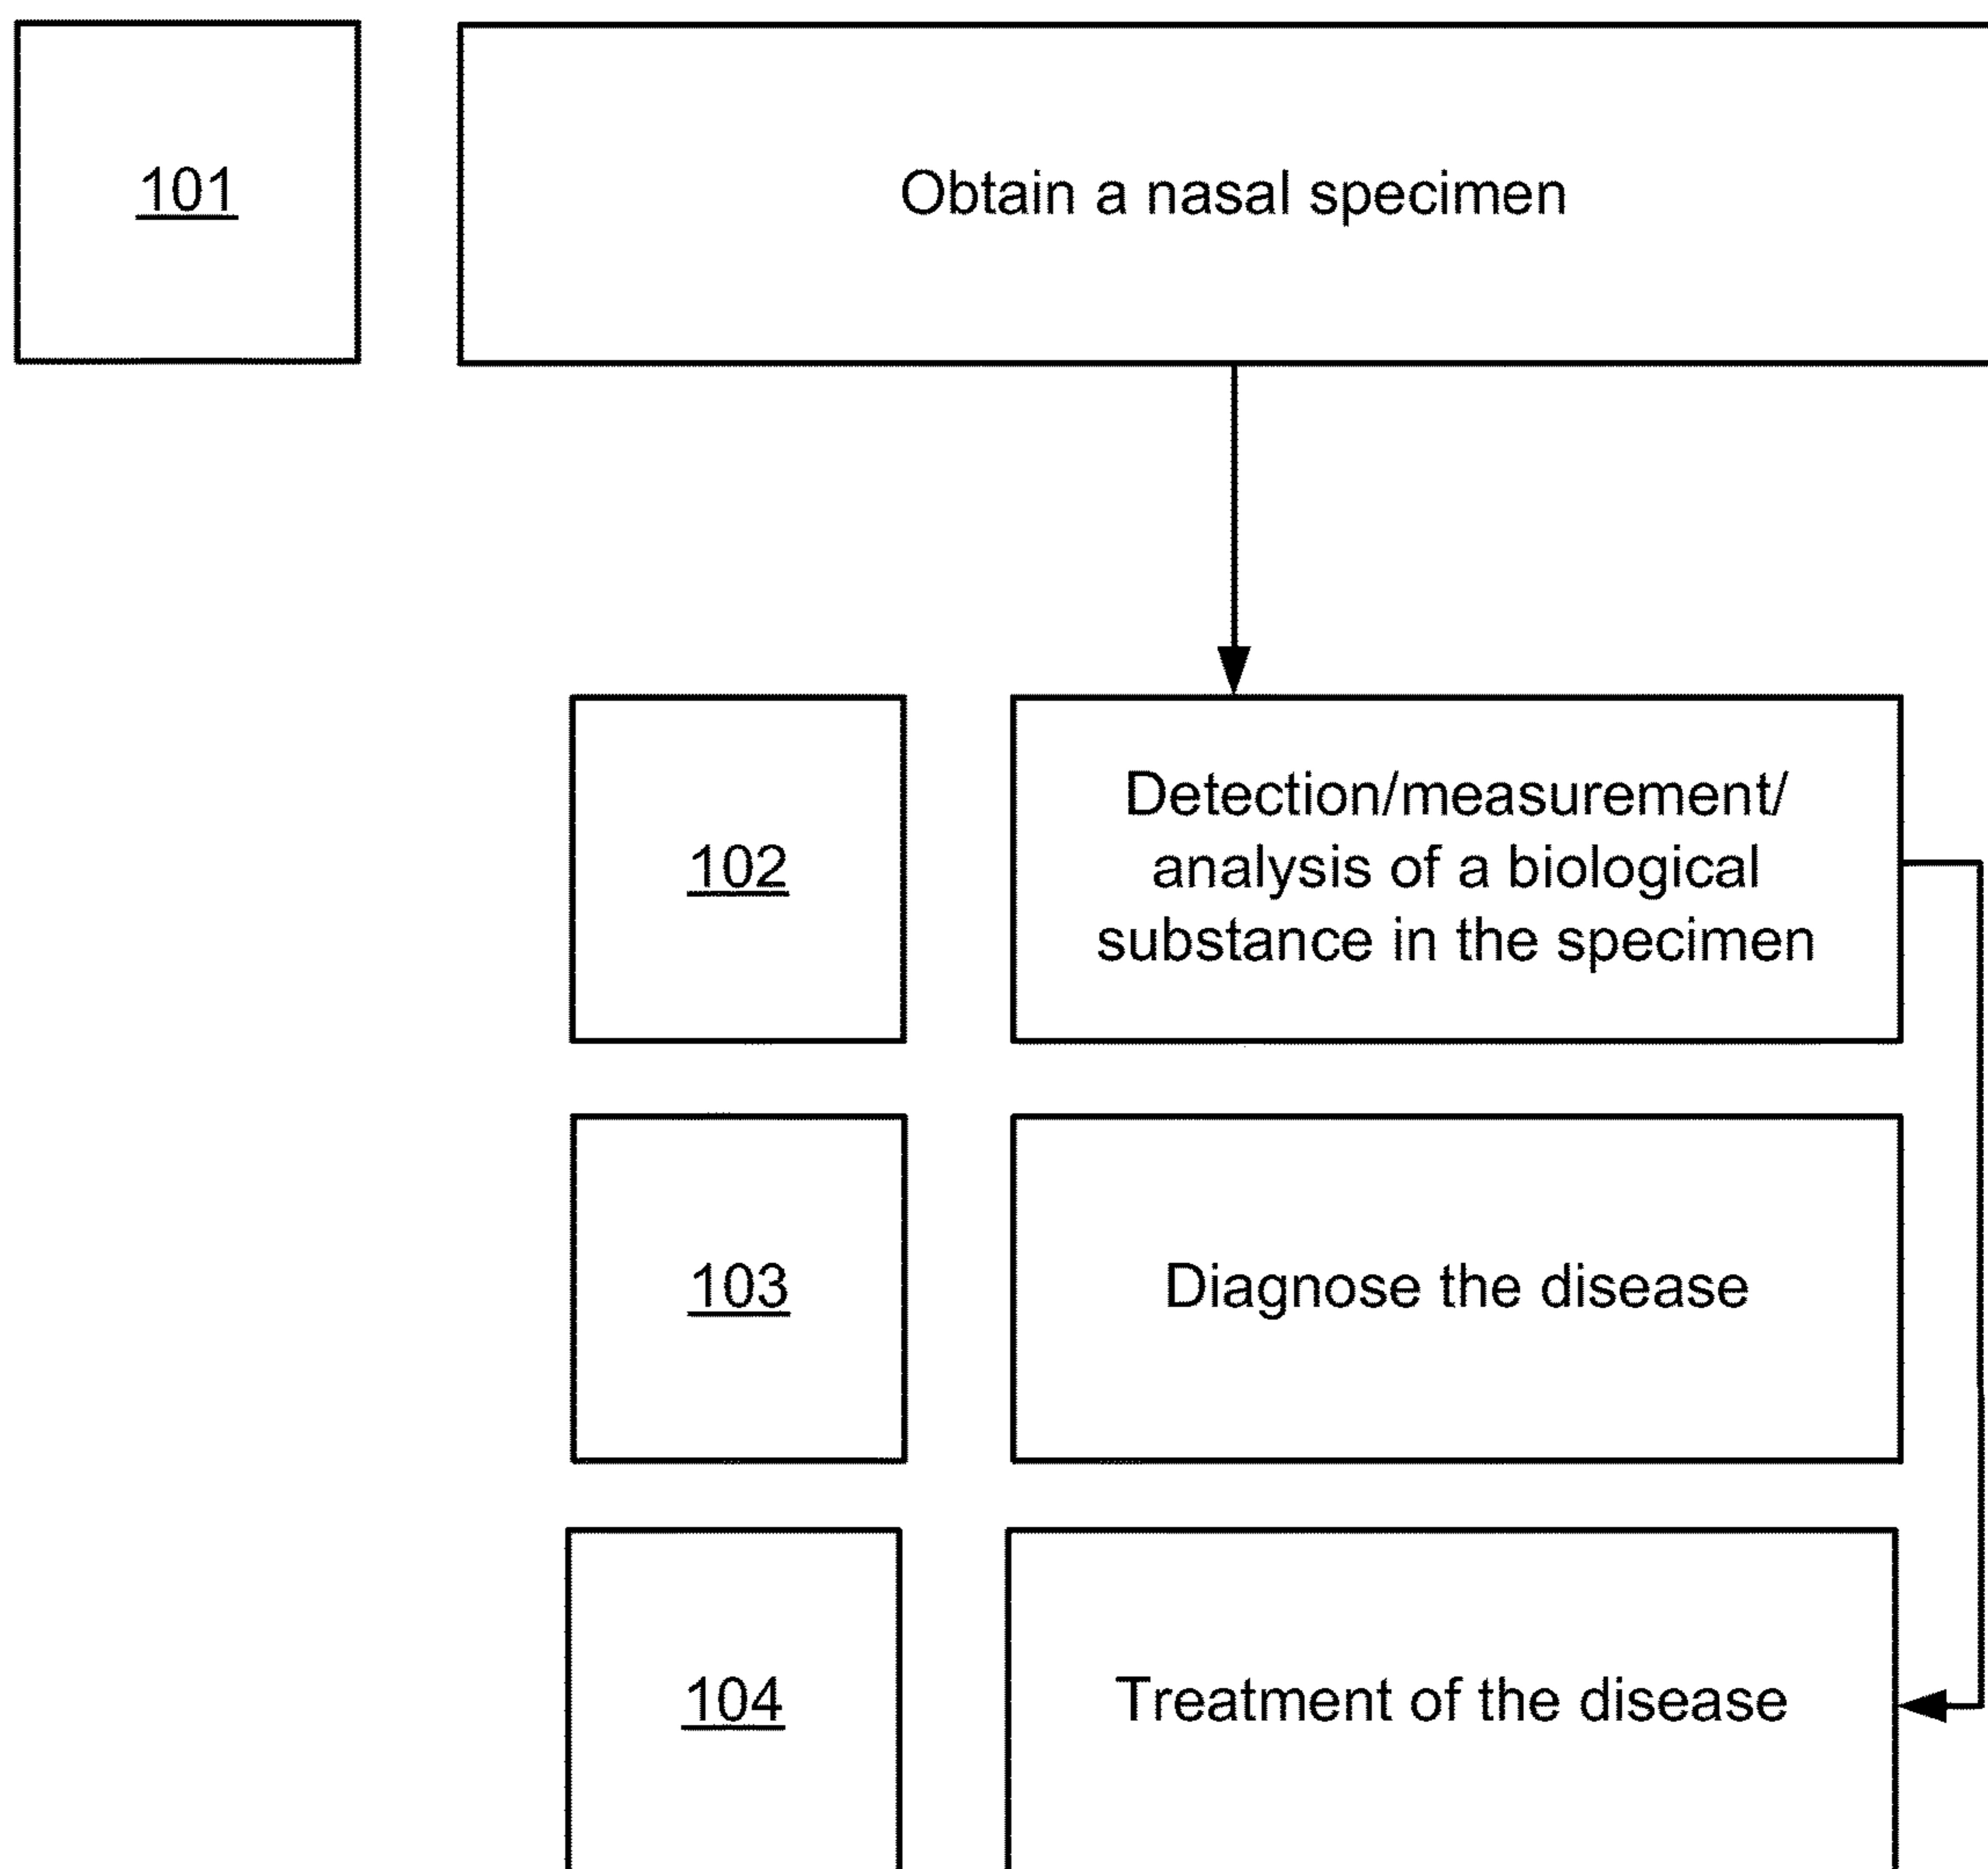 101
Obtain a nasal specimen
102
Detection/measurement/
analysis of a biological
substance in the specimen
103
Diagnose the disease
104
Treatment of the disease